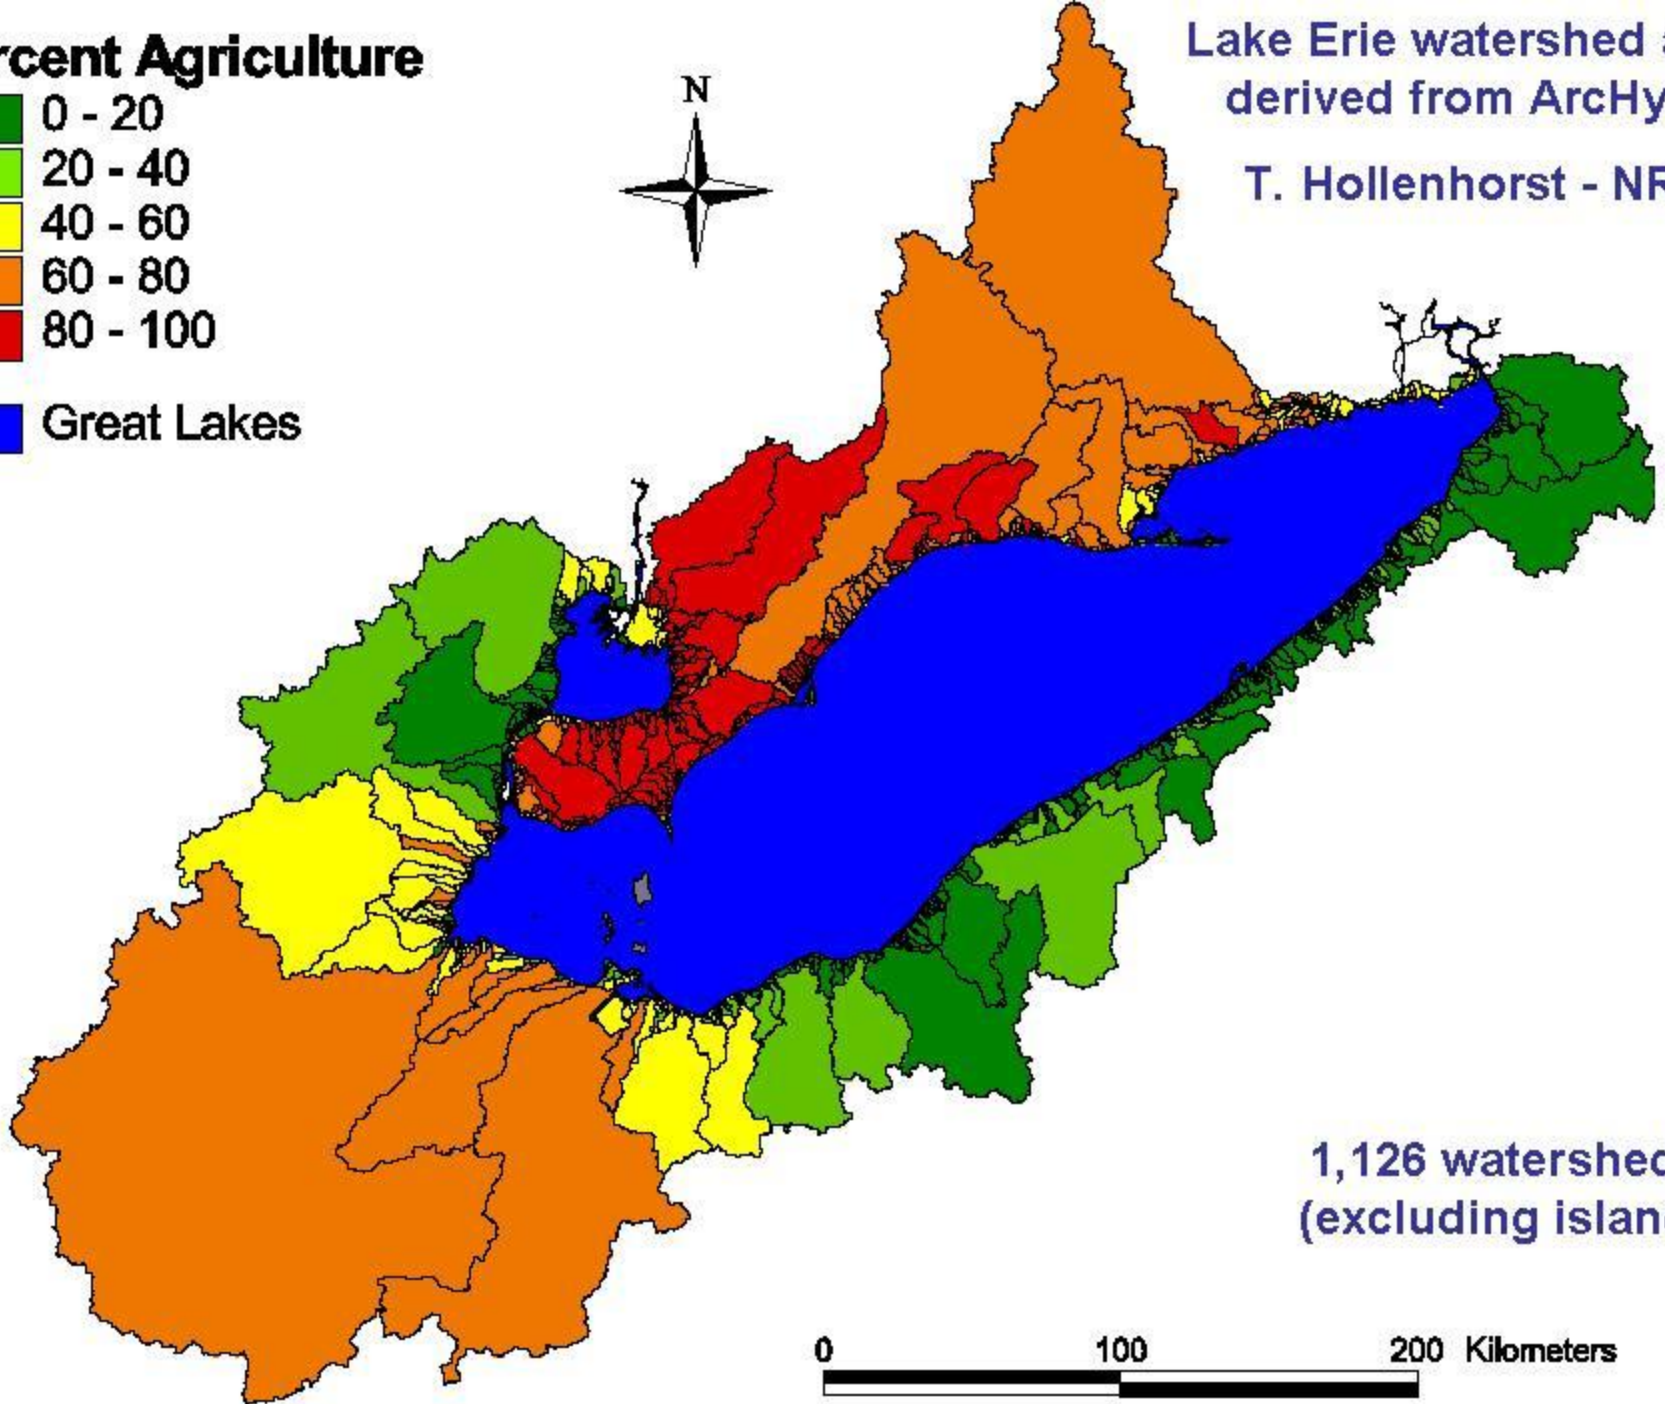 rcent Agriculture
0 - 20
20 - 40
40 - 60
60 - 80
80 - 100
Great Lakes
N
Lake Erie watershed
derived from ArcHy
T. Hollenhorst - NR
1,126 watershed
(excluding islan
0 100 200 Kilometers